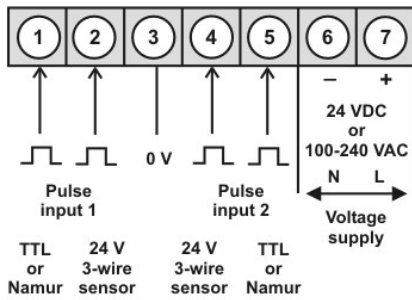 1 2 3 4 5 6 7
– +
24 VDC
or
100-240 VAC
0 V
N L
Pulse
input 1
Pulse
input 2
Voltage
supply
TTL
or
Namur
24 V
3-wire
sensor
24 V
3-wire
sensor
TTL
or
Namur